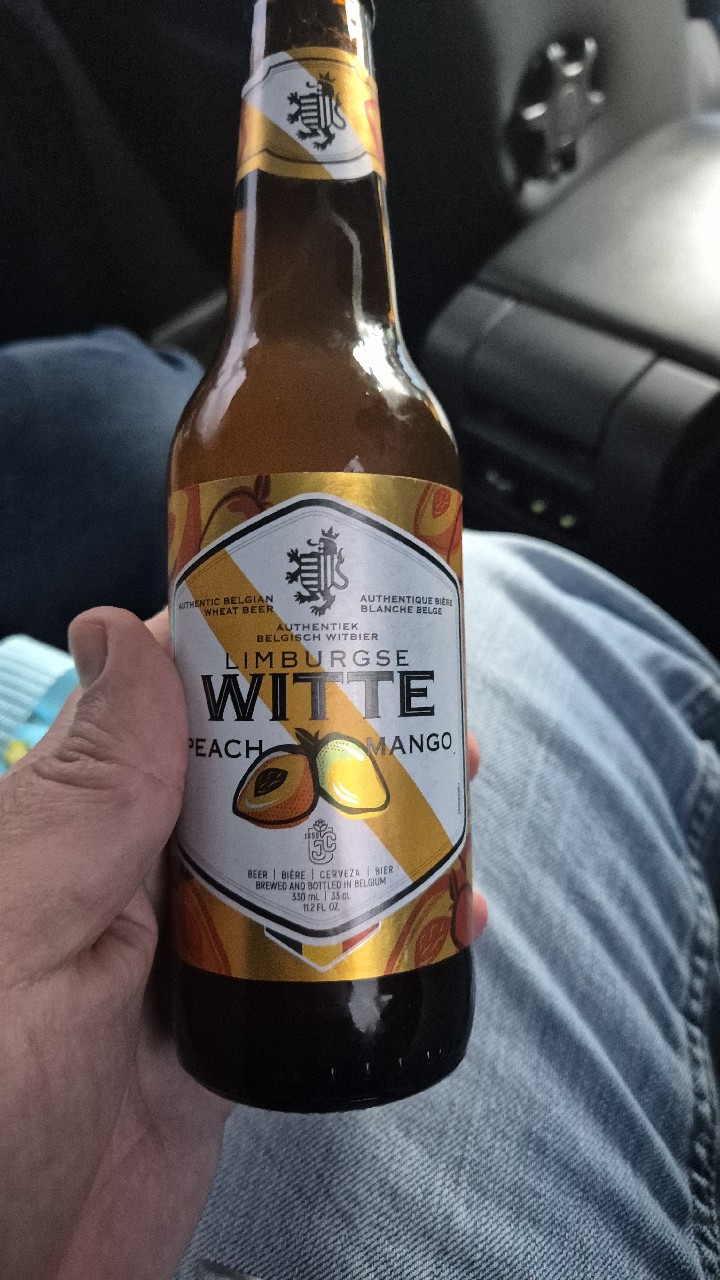 AUTHENTIC BELGIAN
WHEAT BEER
AUTHENTIQUE BIÈRE
BLANCHE BELGE
AUTHENTIEK
BELGISCH WITBIER
LIMBURGSE
WITTE
PEACH MANGO
BEER | BIÈRE | CERVEZA | BIER
BREWED AND BOTTLED IN BELGIUM
330 mL | 33 cL
11.2 FL OZ.